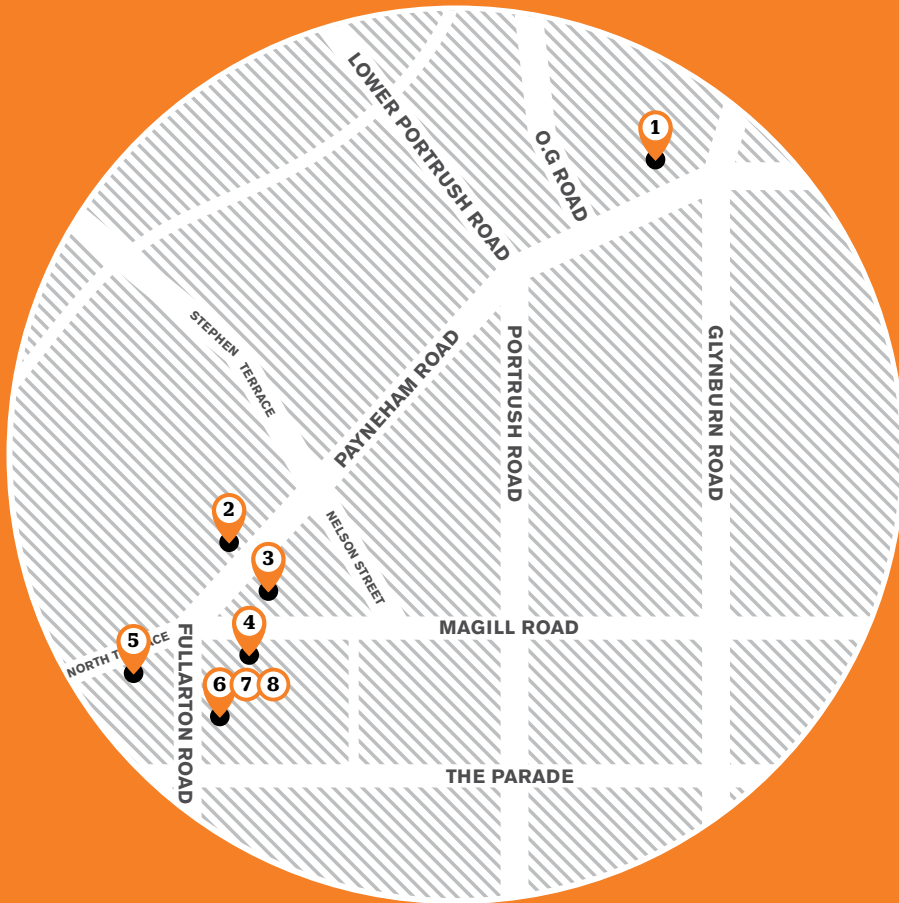 LOWER PORTRUSH ROAD
O.G ROAD
1
STEPHEN TERRACE
PAYNEHAM ROAD
PORTRUSH ROAD
GLYNBURN ROAD
2
NELSON STREET
3
4
MAGILL ROAD
5
NORTH T ACE
FULLARTON ROAD
6 7 8
THE PARADE